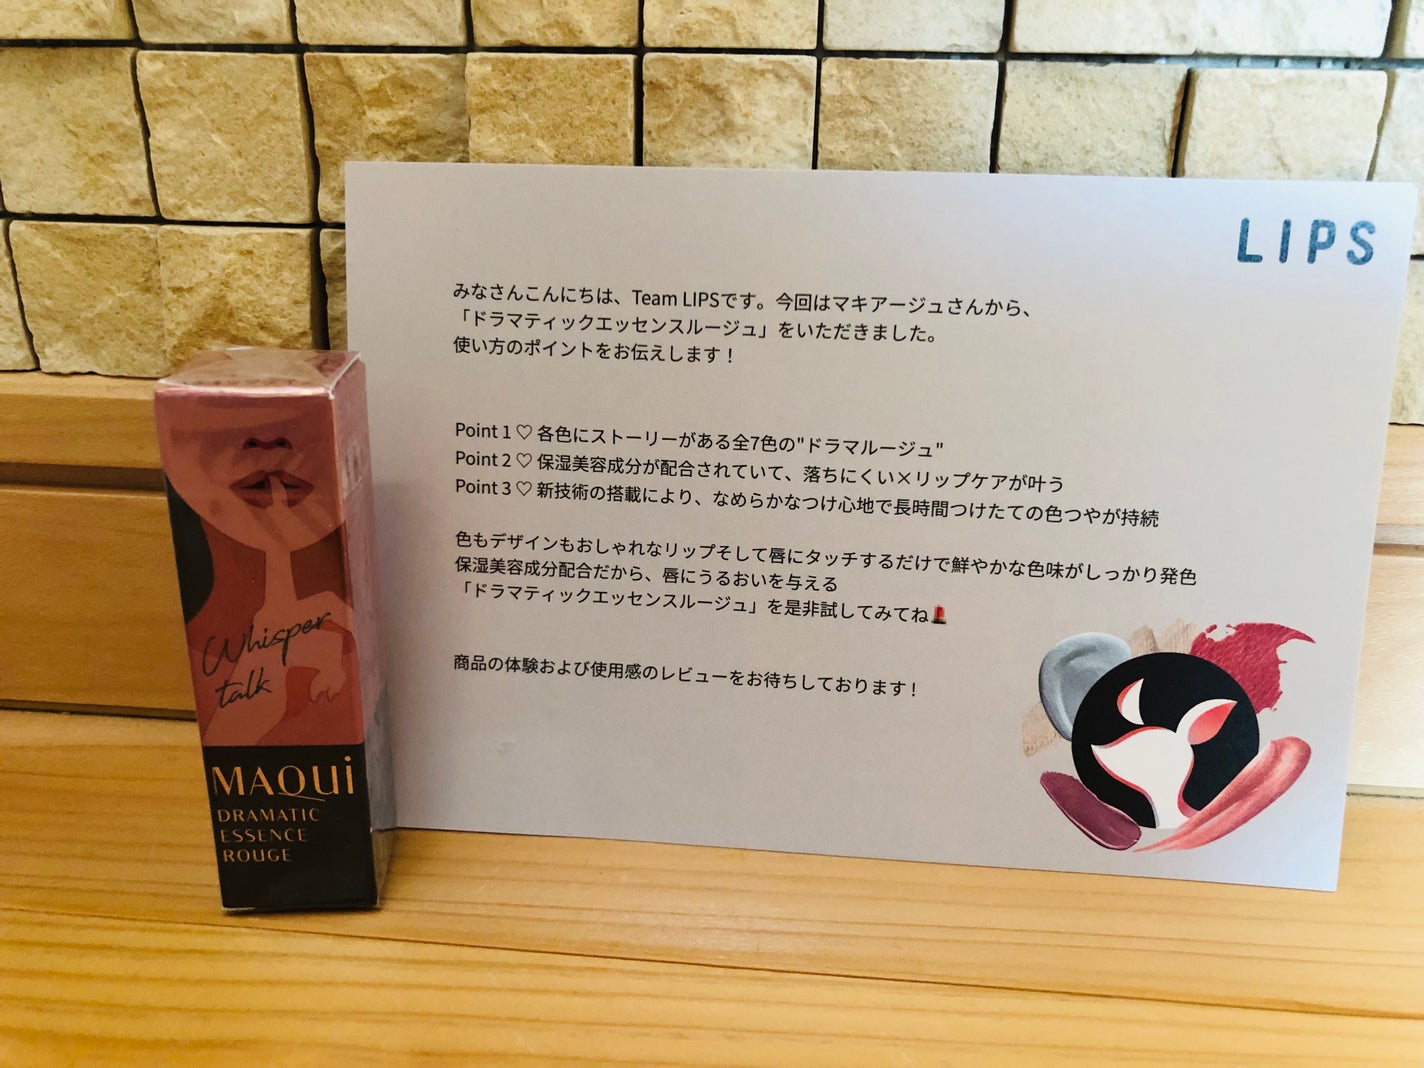 LIPS
みなさんこんにちは、Team LIPSです。今回はマキアージュさんから、
「ドラマティックエッセンスルージュ」をいただきました。
使い方のポイントをお伝えします！
Point 1 ♡ 各色にストーリーがある全7色の"ドラマルージュ"
Point 2 ♡ 保湿美容成分が配合されていて、落ちにくい×リップケアが叶う
Point 3 ♡ 新技術の搭載により、なめらかなつけ心地で長時間つけたての色つやが持続
色もデザインもおしゃれなリップそして唇にタッチするだけで鮮やかな色味がしっかり発色
保湿美容成分配合だから、唇にうるおいを与える
「ドラマティックエッセンスルージュ」を是非試してみてね💄
商品の体験および使用感のレビューをお待ちしております！
Whisper
talk
MAQUi
DRAMATIC
ESSENCE
ROUGE